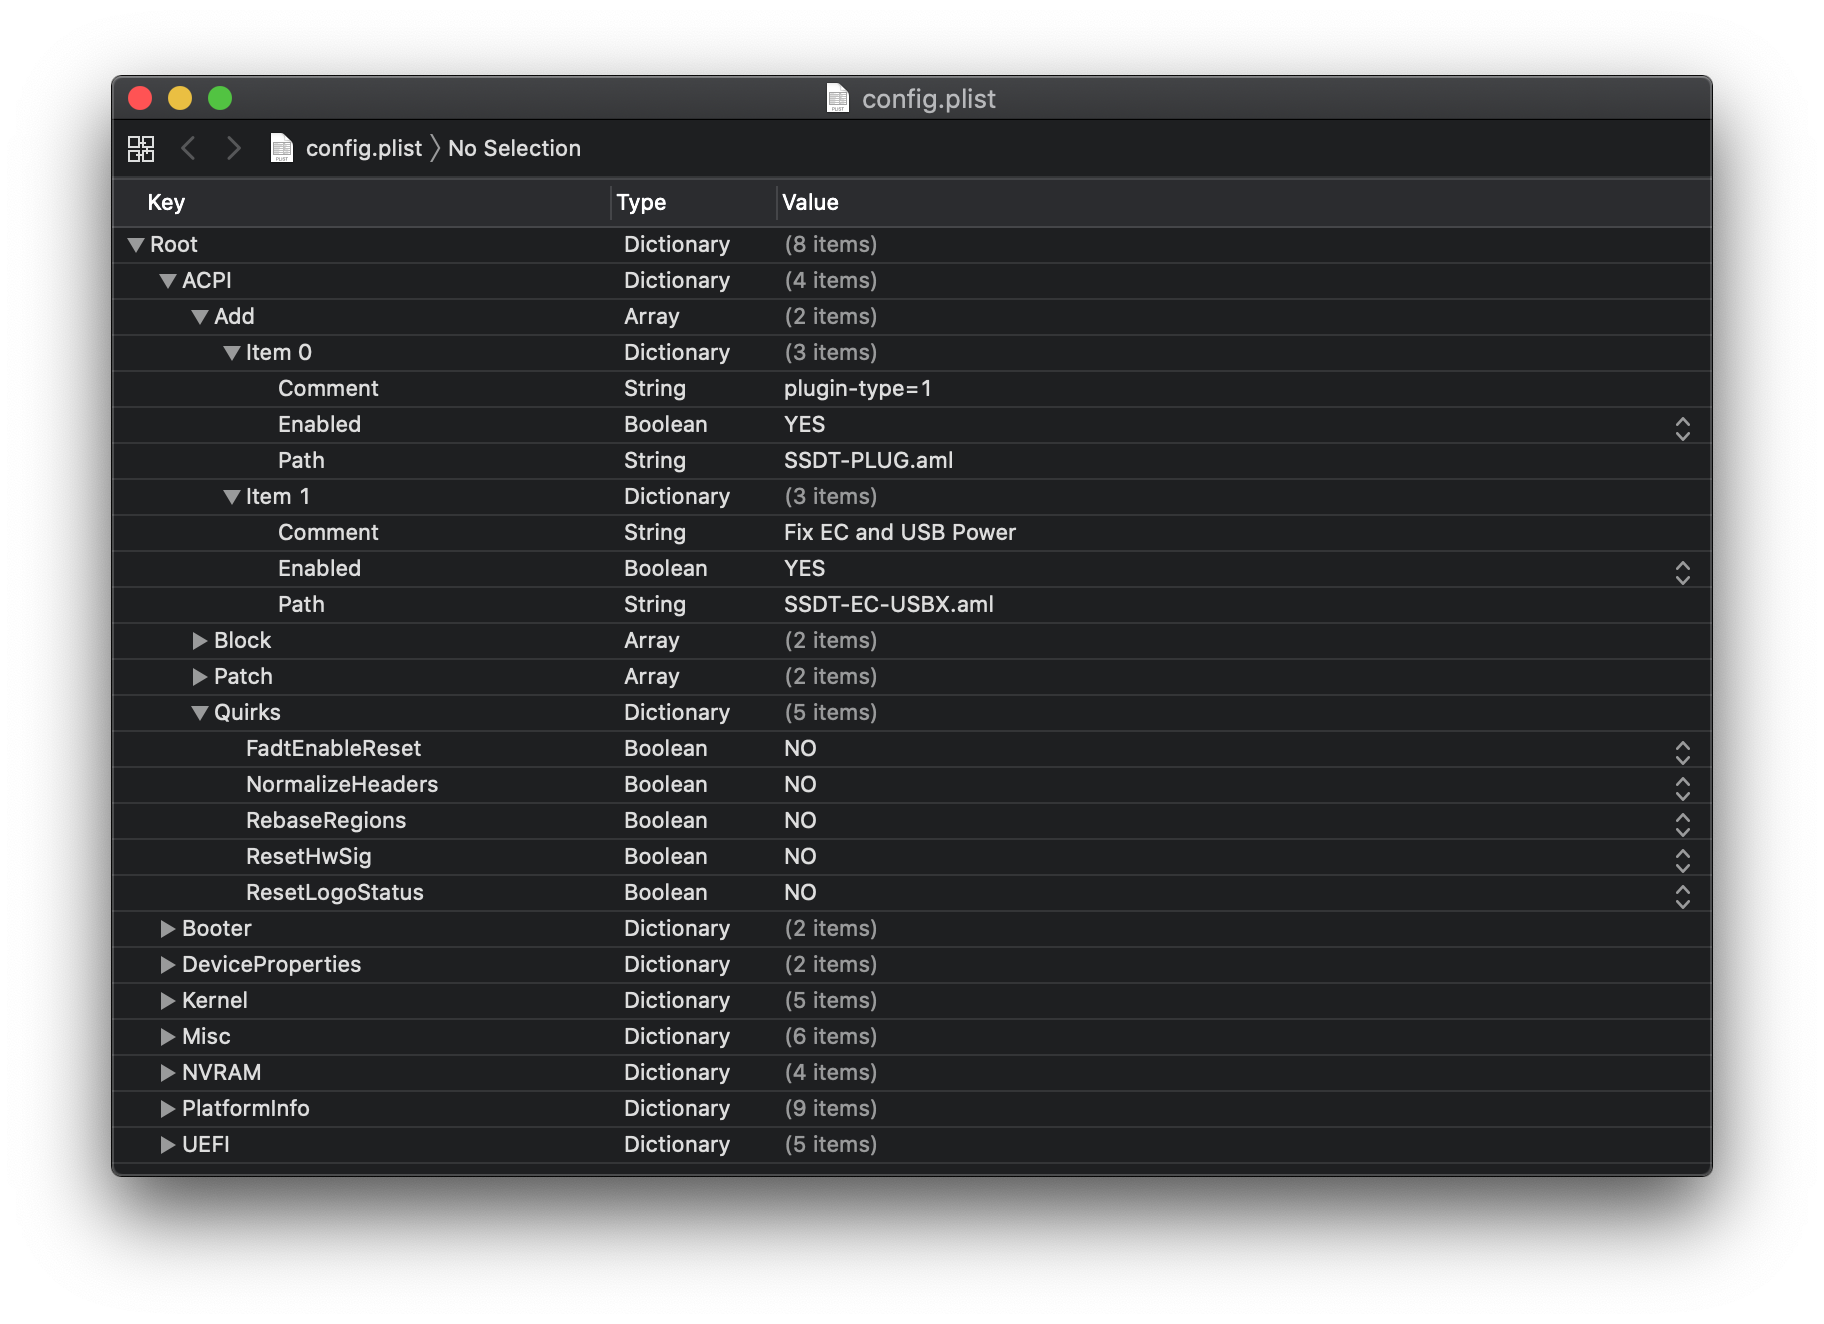 config.plist
config.plist 〉 No Selection
Key Type Value
Root Dictionary (8 items)
ACPI Dictionary (4 items)
Add Array (2 items)
Item 0 Dictionary (3 items)
Comment String plugin-type=1
Enabled Boolean YES
Path String SSDT-PLUG.aml
Item 1 Dictionary (3 items)
Comment String Fix EC and USB Power
Enabled Boolean YES
Path String SSDT-EC-USBX.aml
Block Array (2 items)
Patch Array (2 items)
Quirks Dictionary (5 items)
FadtEnableReset Boolean NO
NormalizeHeaders Boolean NO
RebaseRegions Boolean NO
ResetHwSig Boolean NO
ResetLogoStatus Boolean NO
Booter Dictionary (2 items)
DeviceProperties Dictionary (2 items)
Kernel Dictionary (5 items)
Misc Dictionary (6 items)
NVRAM Dictionary (4 items)
PlatformInfo Dictionary (9 items)
UEFI Dictionary (5 items)